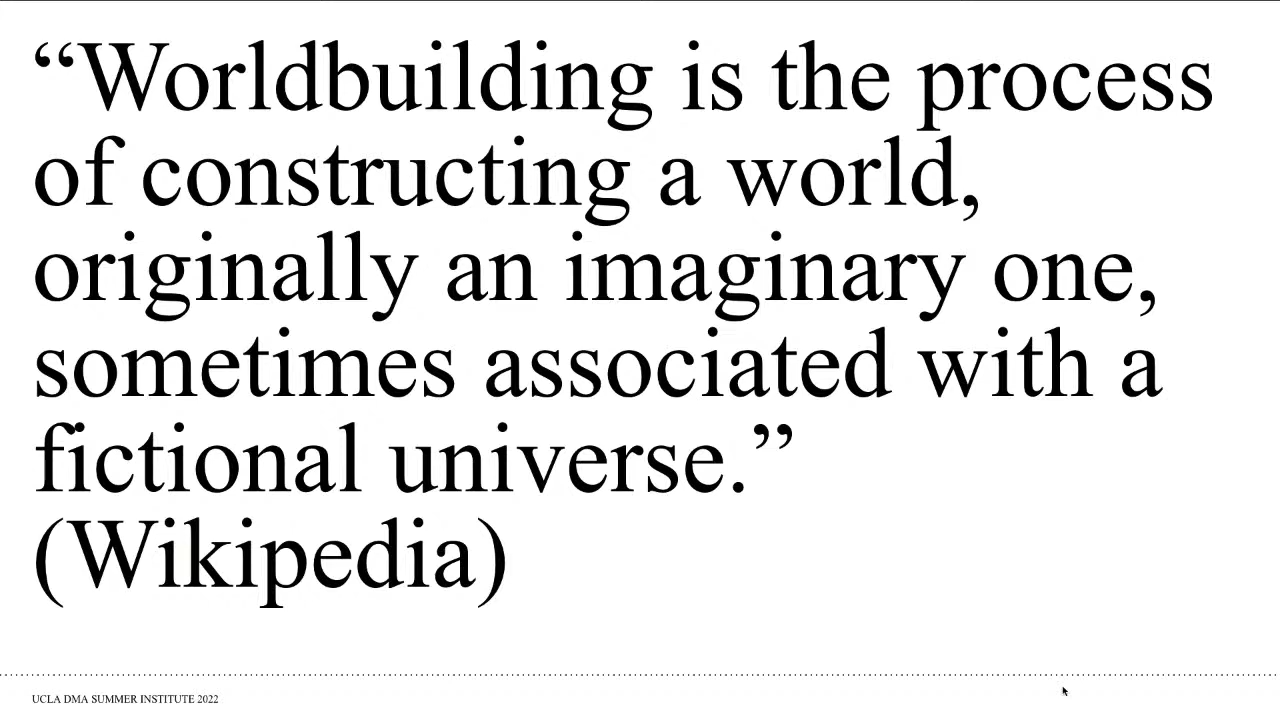 “Worldbuilding is the process
of constructing a world,
originally an imaginary one,
sometimes associated with a
fictional universe.”
(Wikipedia)
UCLA DMA SUMMER INSTITUTE 2022